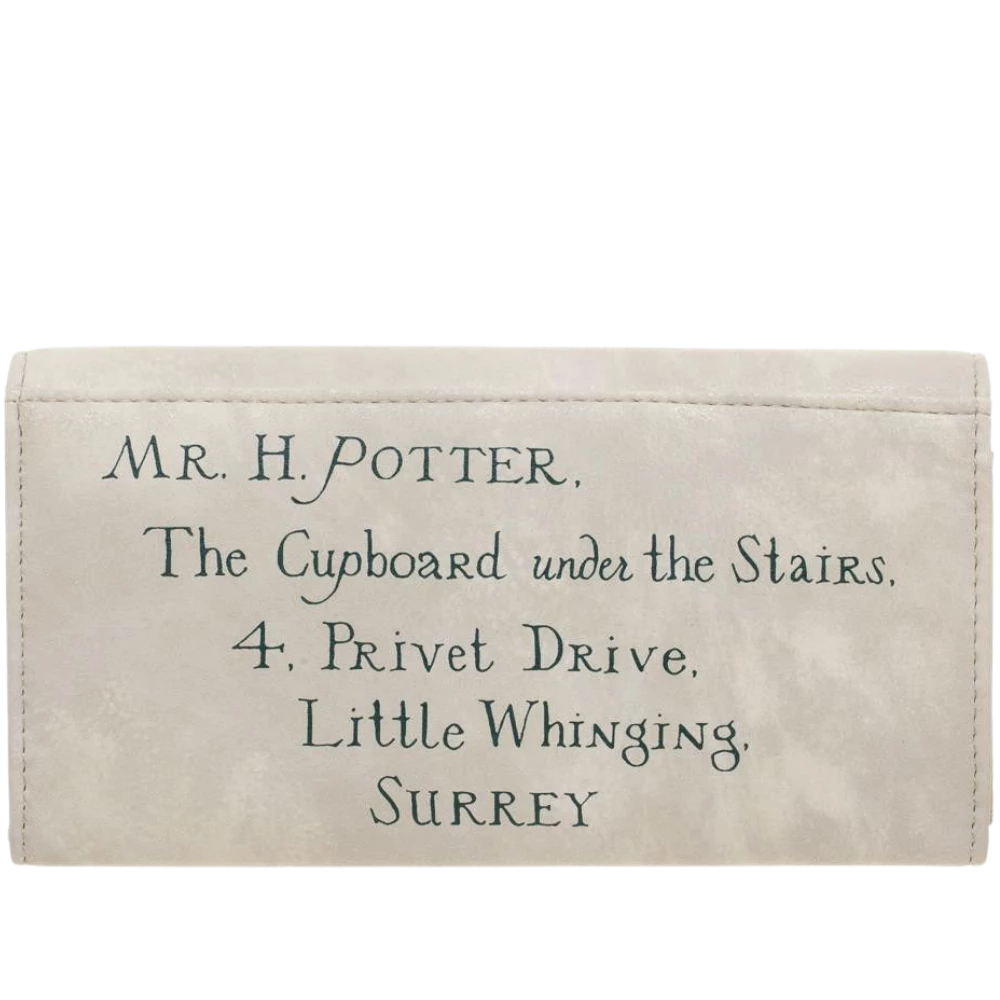 Mr. H. Potter,
The Cupboard under the Stairs,
4, Privet Drive,
Little Whinging,
Surrey